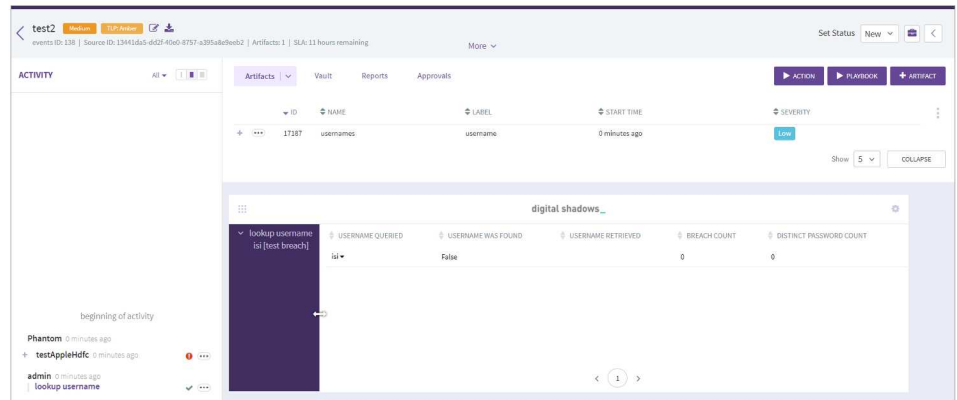 test2 Medium TLP: Amber
events ID: 138 | Source ID: 13441da5-dd2f-40e0-8757-a395a8e9eeb2 | Artifacts: 1 | SLA: 11 hours remaining
More
Set Status New
ACTIVITY All
Artifacts Vault Reports Approvals
ACTION PLAYBOOK + ARTIFACT
ID NAME LABEL START TIME SEVERITY
17187 usernames username 0 minutes ago Low
Show 5 COLLAPSE
digital shadows_
lookup username
isi [test breach]
USERNAME QUERIED USERNAME WAS FOUND USERNAME RETRIEVED BREACH COUNT DISTINCT PASSWORD COUNT
isi False 0 0
1
beginning of activity
Phantom 0 minutes ago
+ testAppleHdfc 0 minutes ago
admin 0 minutes ago
lookup username